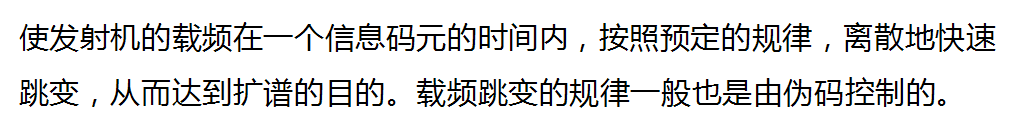 使发射机的载频在一个信息码元的时间内，按照预定的规律，离散地快速
跳变，从而达到扩谱的目的。载频跳变的规律一般也是由伪码控制的。